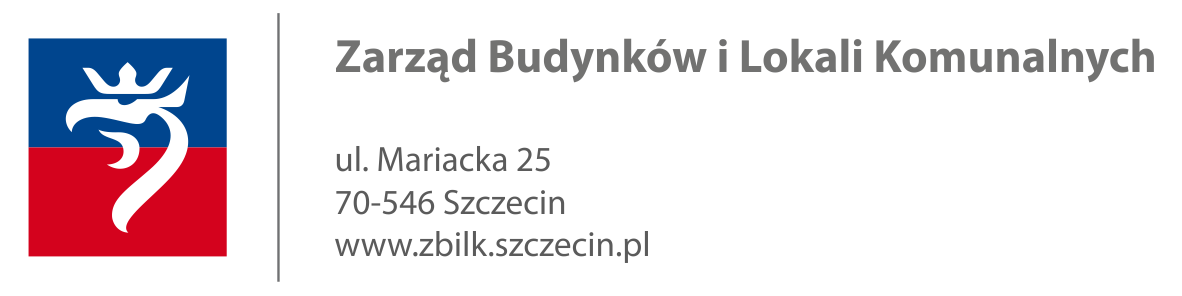 Zarząd Budynków i Lokali Komunalnych
ul. Mariacka 25
70-546 Szczecin
www.zbilk.szczecin.pl